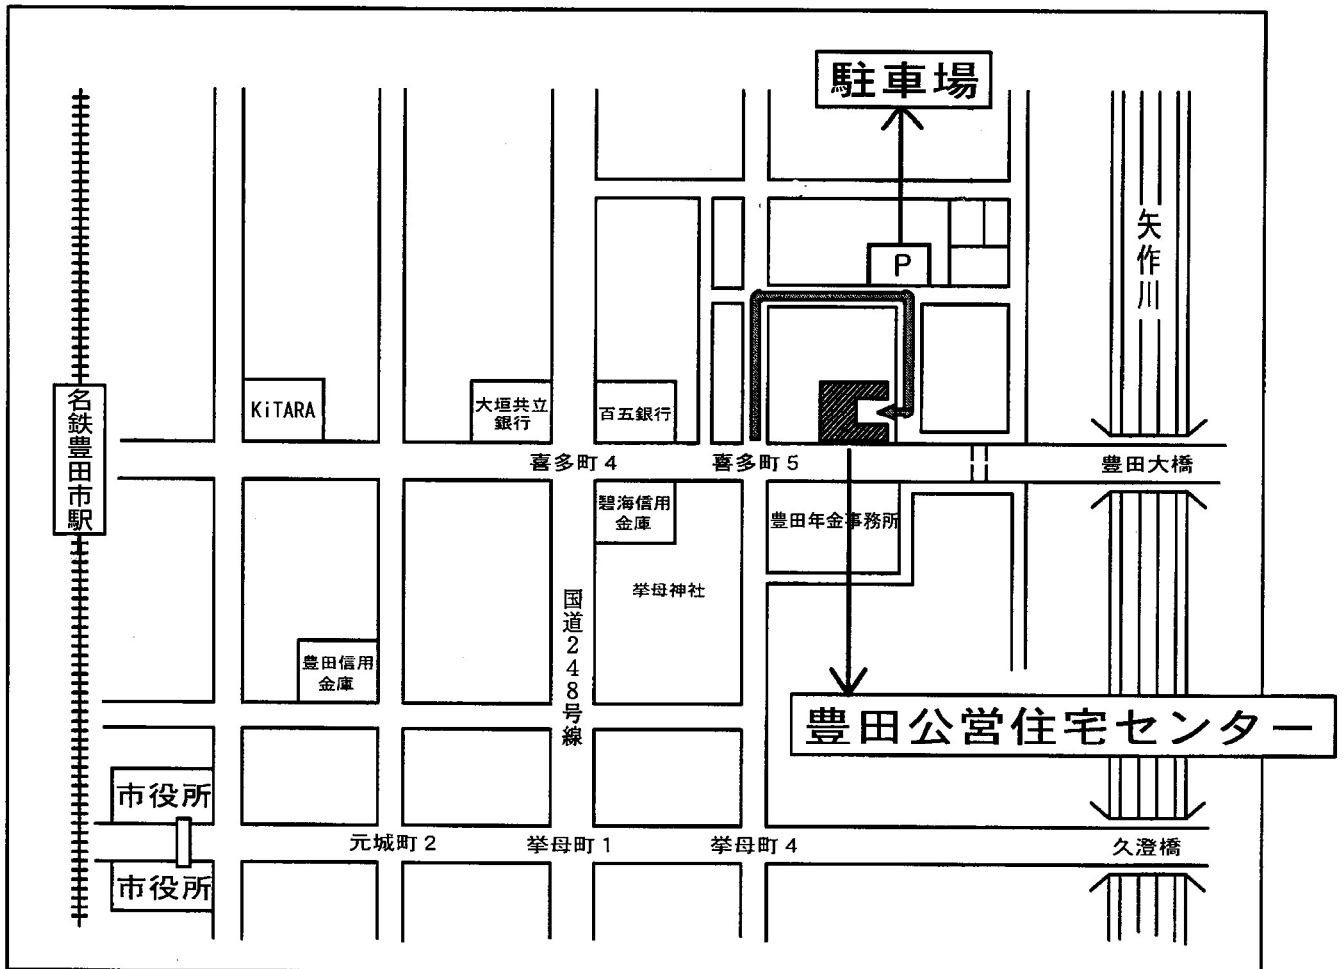 駐車場
P
矢作川
名鉄豊田市駅
KiTARA
大垣共立
銀行
百五銀行
喜多町4
喜多町5
豊田大橋
碧海信用
金庫
豊田年金事務所
挙母神社
国道248号線
豊田信用
金庫
豊田公営住宅センター
市役所
元城町2
挙母町1
挙母町4
久澄橋
市役所